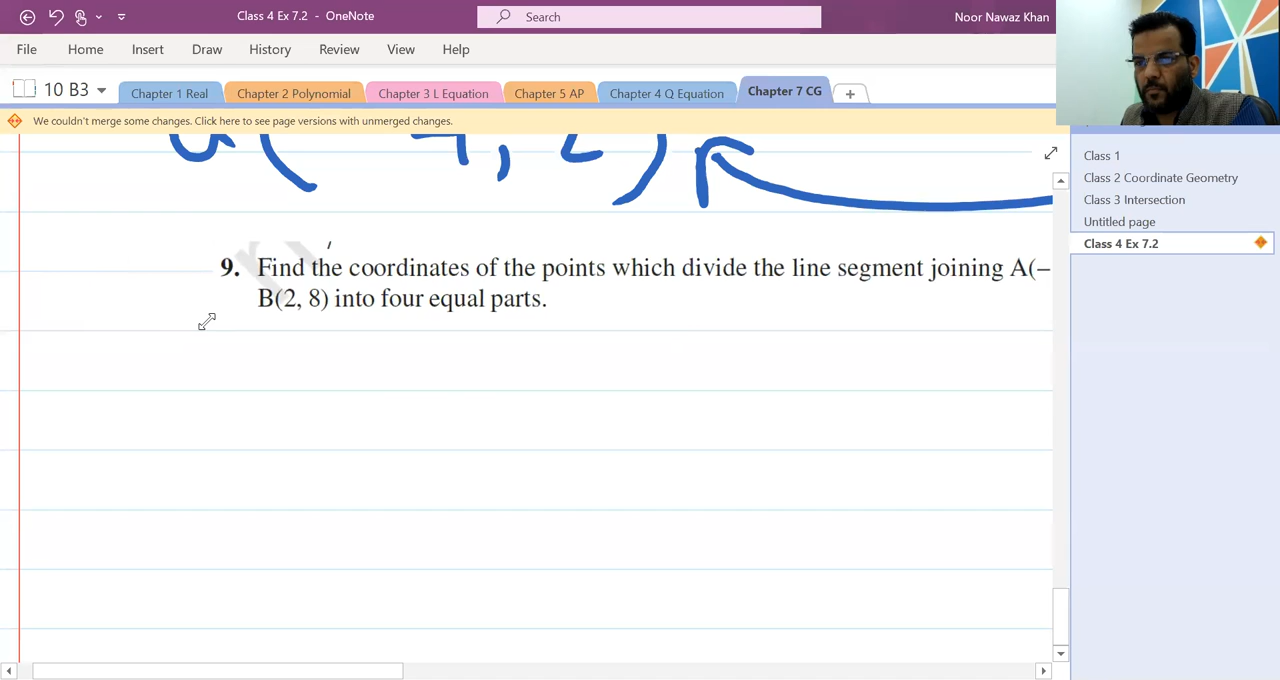 Class 4 Ex 7.2 - OneNote
Search
Noor Nawaz Khan
File Home Insert Draw History Review View Help
10 B3
Chapter 1 Real
Chapter 2 Polynomial
Chapter 3 L Equation
Chapter 5 AP
Chapter 4 Q Equation
Chapter 7 CG
We couldn't merge some changes. Click here to see page versions with unmerged changes.
Class 1
Class 2 Coordinate Geometry
Class 3 Intersection
Untitled page
Class 4 Ex 7.2
9. Find the coordinates of the points which divide the line segment joining A(–
B(2, 8) into four equal parts.